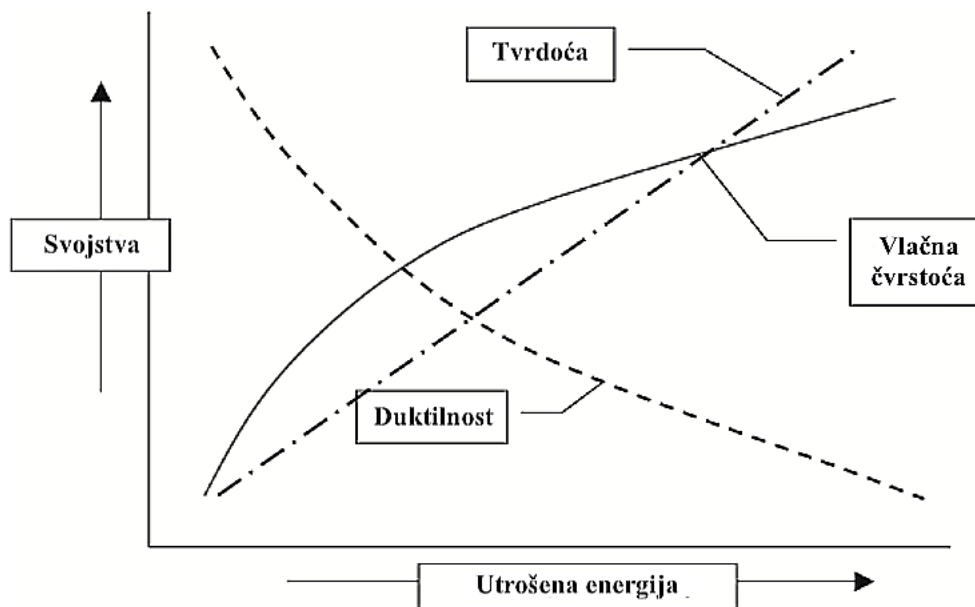 Tvrdoća
Svojstva
Vlačna
čvrstoća
Duktilnost
Utrošena energija